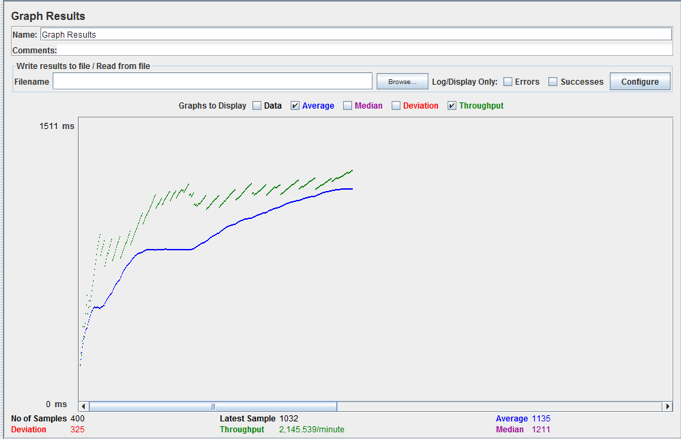 Graph Results
Name: Graph Results
Comments:
Write results to file / Read from file
Filename Browse... Log/Display Only: Errors Successes Configure
Graphs to Display Data Average Median Deviation Throughput
1511 ms
0 ms
No of Samples 400 Latest Sample 1032 Average 1135
Deviation 325 Throughput 2,145.539/minute Median 1211